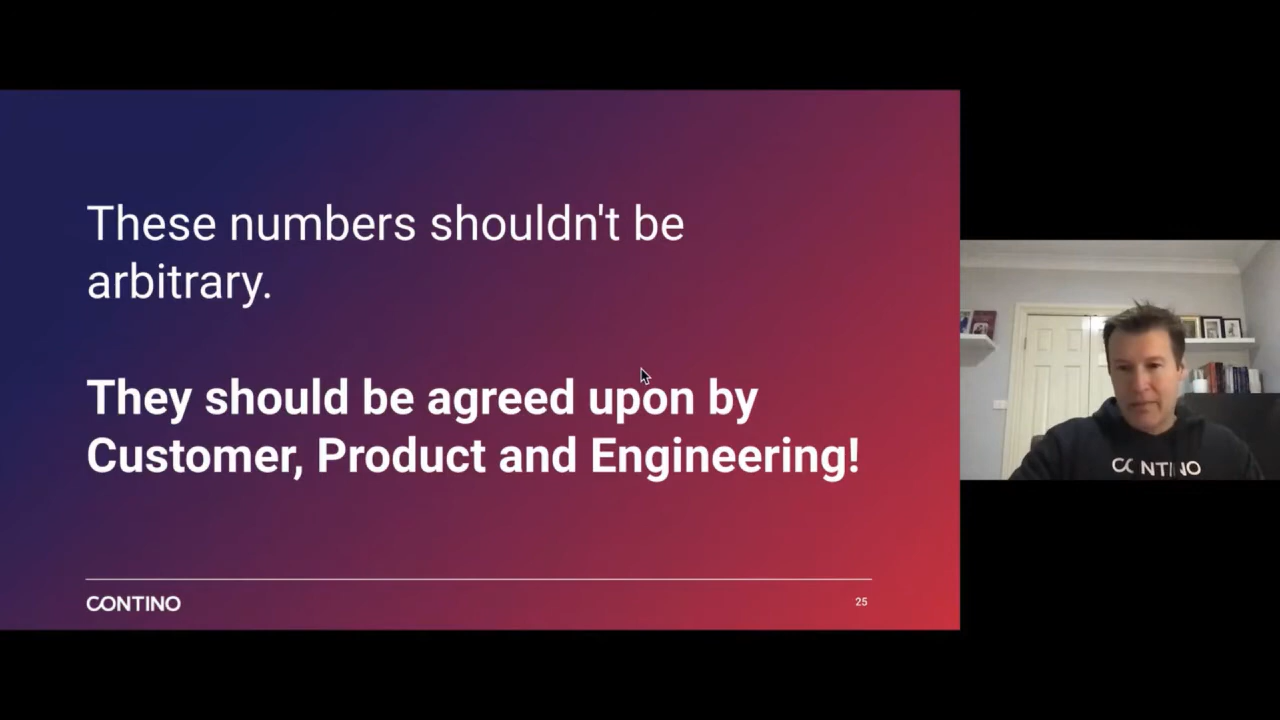 These numbers shouldn't be
arbitrary.
They should be agreed upon by
Customer, Product and Engineering!
CONTINO
25
CONTINO